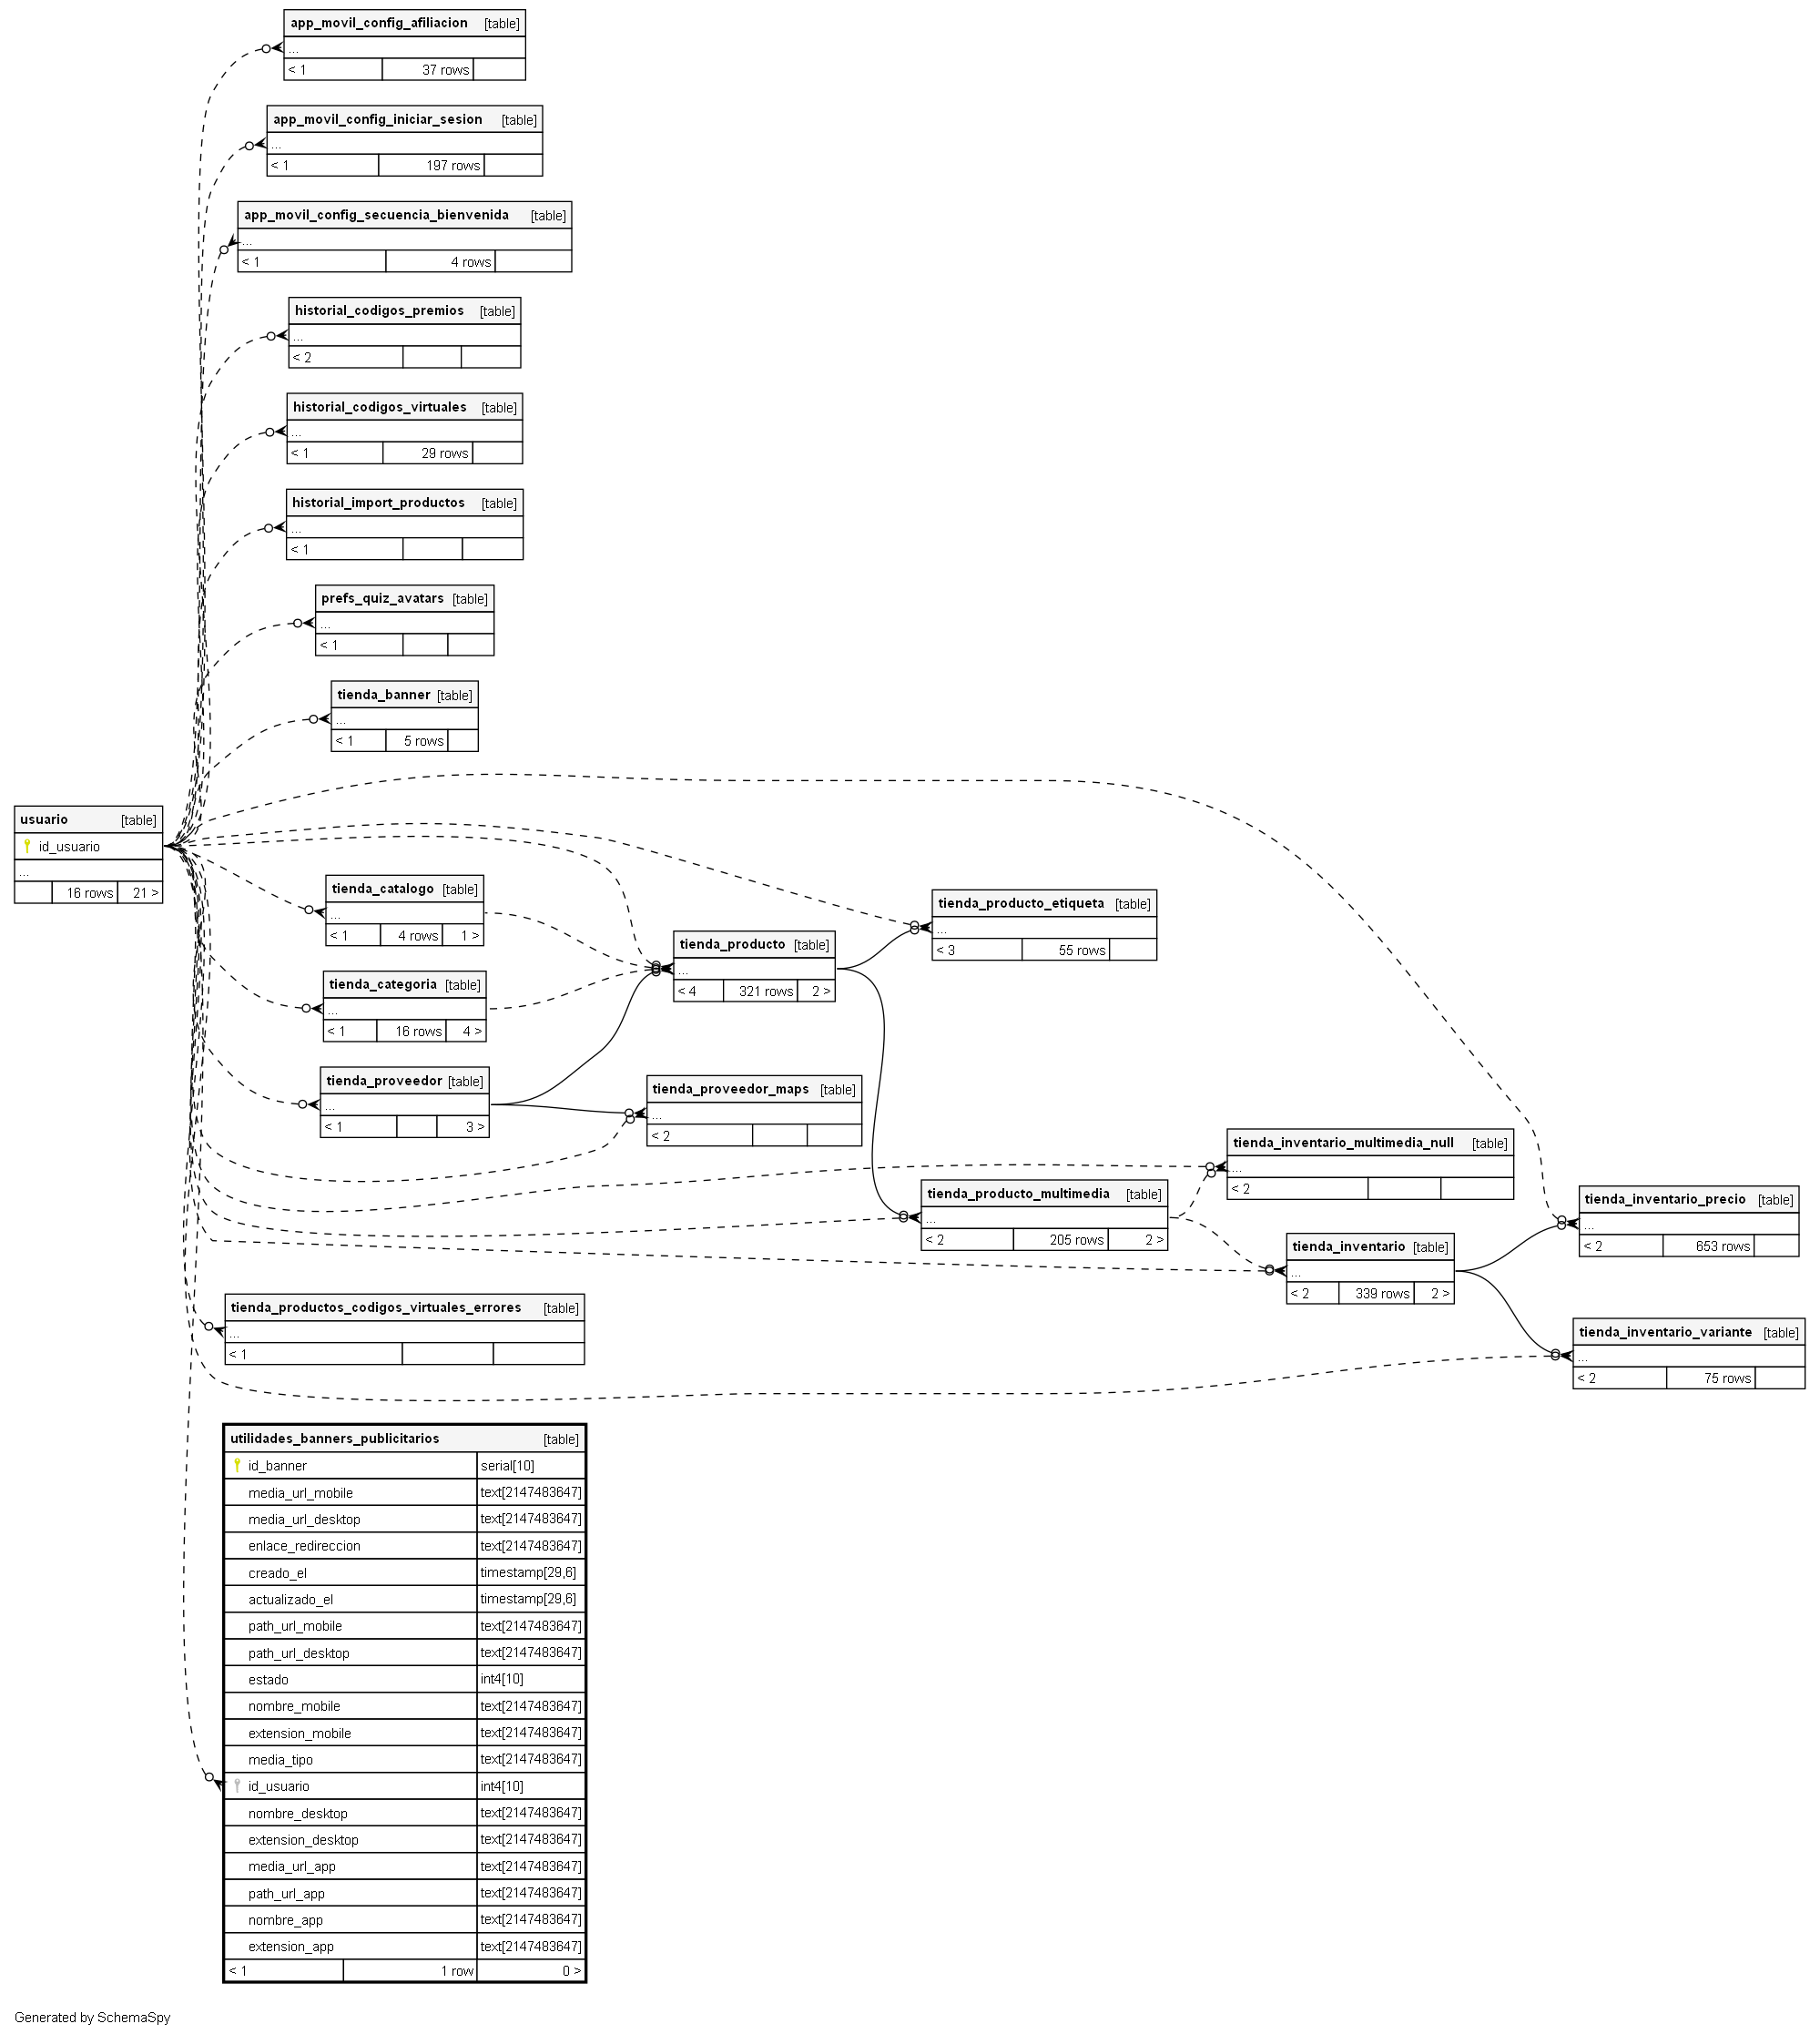 app_movil_config_afiliacion [table]
...
< 1 37 rows
app_movil_config_iniciar_sesion [table]
...
< 1 197 rows
app_movil_config_secuencia_bienvenida [table]
...
< 1 4 rows
historial_codigos_premios [table]
...
< 2
historial_codigos_virtuales [table]
...
< 1 29 rows
historial_import_productos [table]
...
< 1
prefs_quiz_avatars [table]
...
< 1
tienda_banner [table]
...
< 1 5 rows
usuario [table]
id_usuario
...
16 rows 21 >
tienda_catalogo [table]
...
< 1 4 rows 1 >
tienda_categoria [table]
...
< 1 16 rows 4 >
tienda_proveedor [table]
...
< 1 3 >
tienda_producto [table]
...
< 4 321 rows 2 >
tienda_proveedor_maps [table]
...
< 2
tienda_producto_etiqueta [table]
...
< 3 55 rows
tienda_producto_multimedia [table]
...
< 2 205 rows 2 >
tienda_inventario_multimedia_null [table]
...
< 2
tienda_inventario [table]
...
< 2 339 rows 2 >
tienda_inventario_precio [table]
...
< 2 653 rows
tienda_inventario_variante [table]
...
< 2 75 rows
tienda_productos_codigos_virtuales_errores [table]
...
< 1
utilidades_banners_publicitarios [table]
id_banner serial[10]
media_url_mobile text[2147483647]
media_url_desktop text[2147483647]
enlace_redireccion text[2147483647]
creado_el timestamp[29,6]
actualizado_el timestamp[29,6]
path_url_mobile text[2147483647]
path_url_desktop text[2147483647]
estado int4[10]
nombre_mobile text[2147483647]
extension_mobile text[2147483647]
media_tipo text[2147483647]
id_usuario int4[10]
nombre_desktop text[2147483647]
extension_desktop text[2147483647]
media_url_app text[2147483647]
path_url_app text[2147483647]
nombre_app text[2147483647]
extension_app text[2147483647]
< 1 1 row 0 >
Generated by SchemaSpy